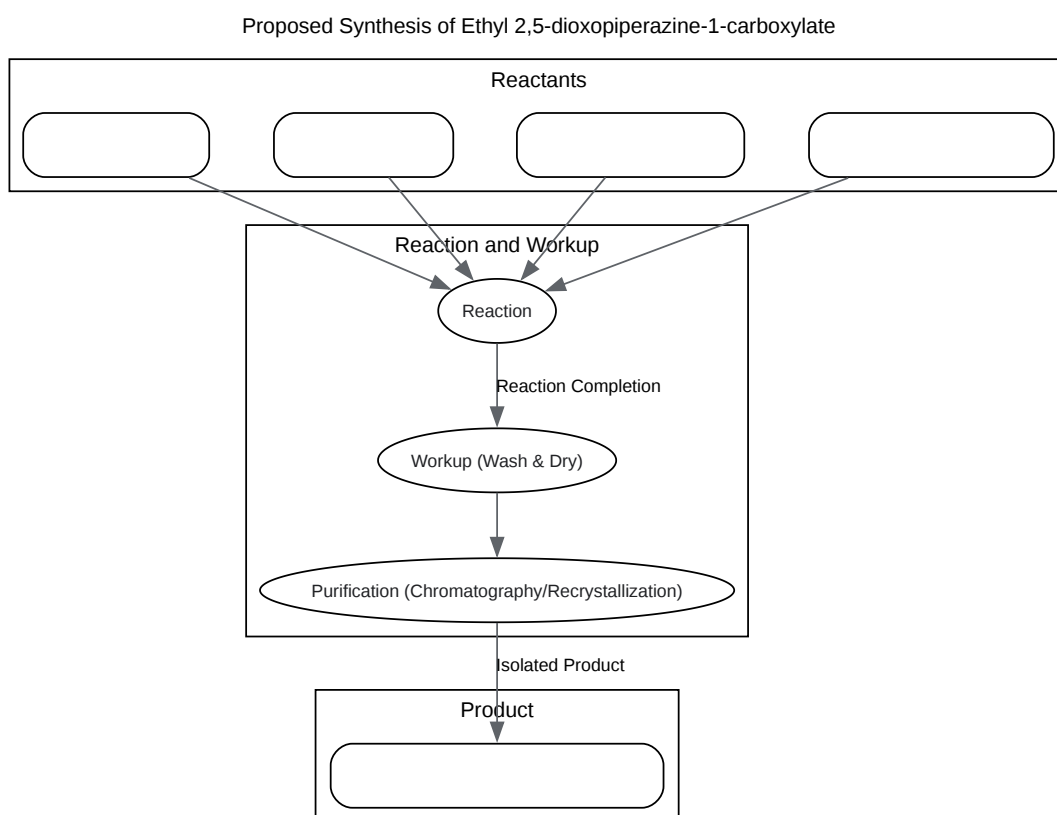 Proposed Synthesis of Ethyl 2,5-dioxopiperazine-1-carboxylate
Reactants
Reaction and Workup
Reaction
Reaction Completion
Workup (Wash & Dry)
Purification (Chromatography/Recrystallization)
Isolated Product
Product